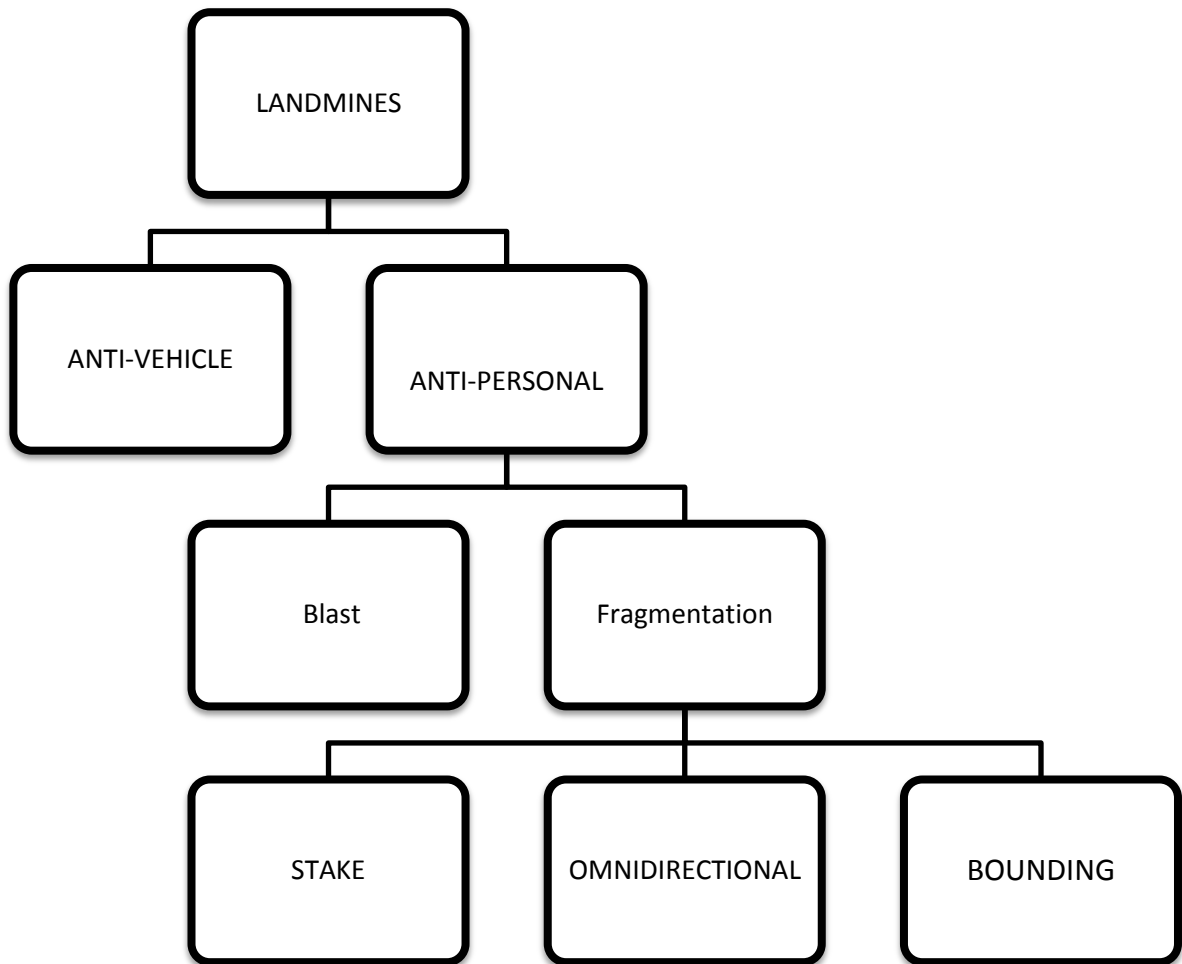 LANDMINES
ANTI-VEHICLE
ANTI-PERSONAL
Blast
Fragmentation
STAKE
OMNIDIRECTIONAL
BOUNDING